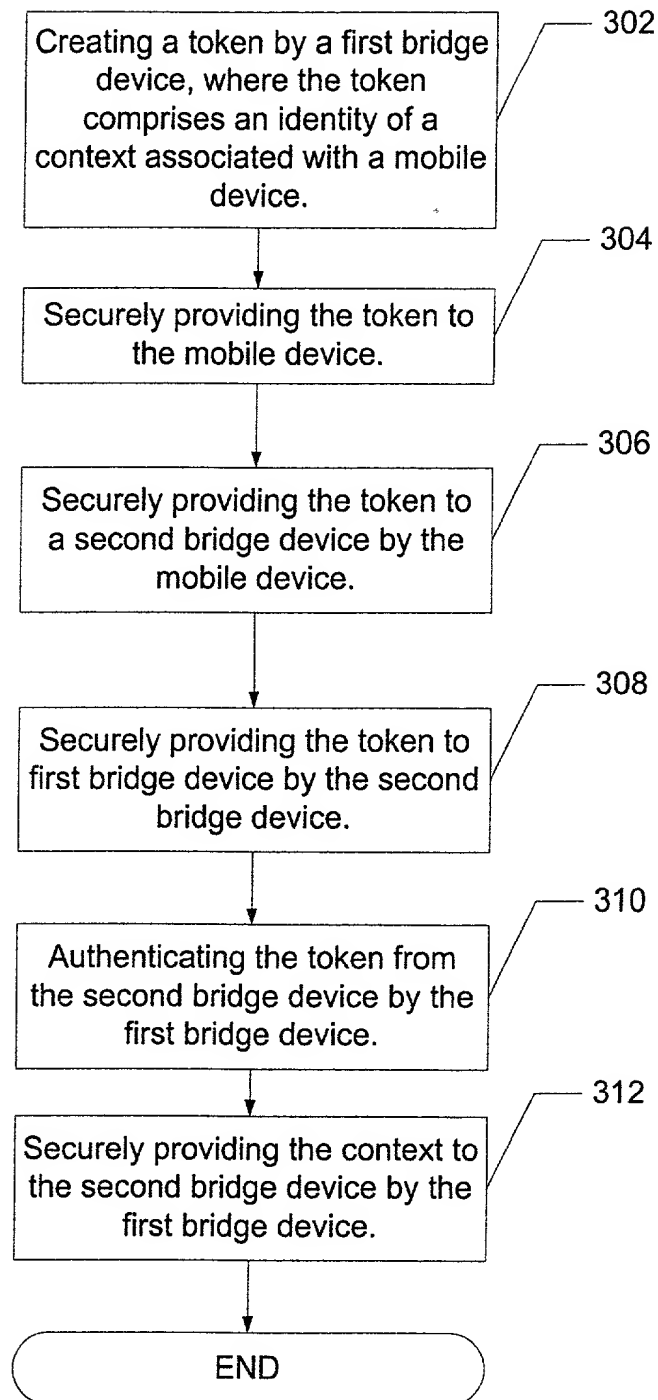 Creating a token by a first bridge
device, where the token
comprises an identity of a
context associated with a mobile
device.
302
Securely providing the token to
the mobile device.
304
Securely providing the token to
a second bridge device by the
mobile device.
306
Securely providing the token to
first bridge device by the second
bridge device.
308
Authenticating the token from
the second bridge device by the
first bridge device.
310
Securely providing the context to
the second bridge device by the
first bridge device.
312
END